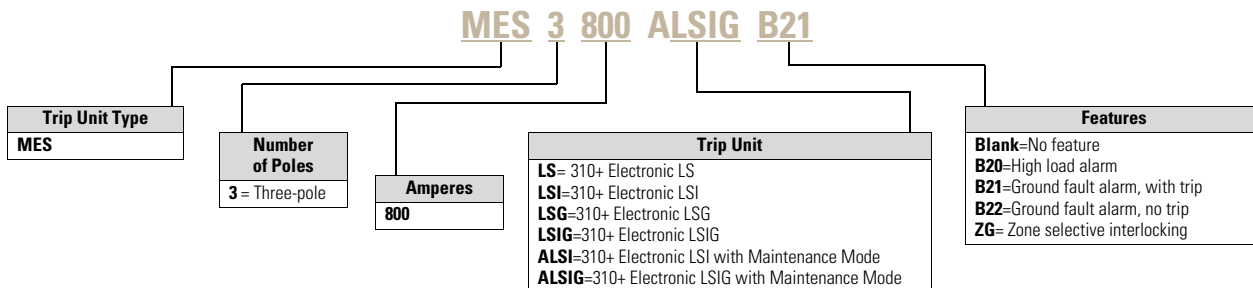 MES 3 800 ALSIG B21
Trip Unit Type
MES
Number
of Poles
3 = Three-pole
Amperes
800
Trip Unit
LS= 310+ Electronic LS
LSI=310+ Electronic LSI
LSG=310+ Electronic LSG
LSIG=310+ Electronic LSIG
ALSI=310+ Electronic LSI with Maintenance Mode
ALSIG=310+ Electronic LSIG with Maintenance Mode
Features
Blank=No feature
B20=High load alarm
B21=Ground fault alarm, with trip
B22=Ground fault alarm, no trip
ZG= Zone selective interlocking